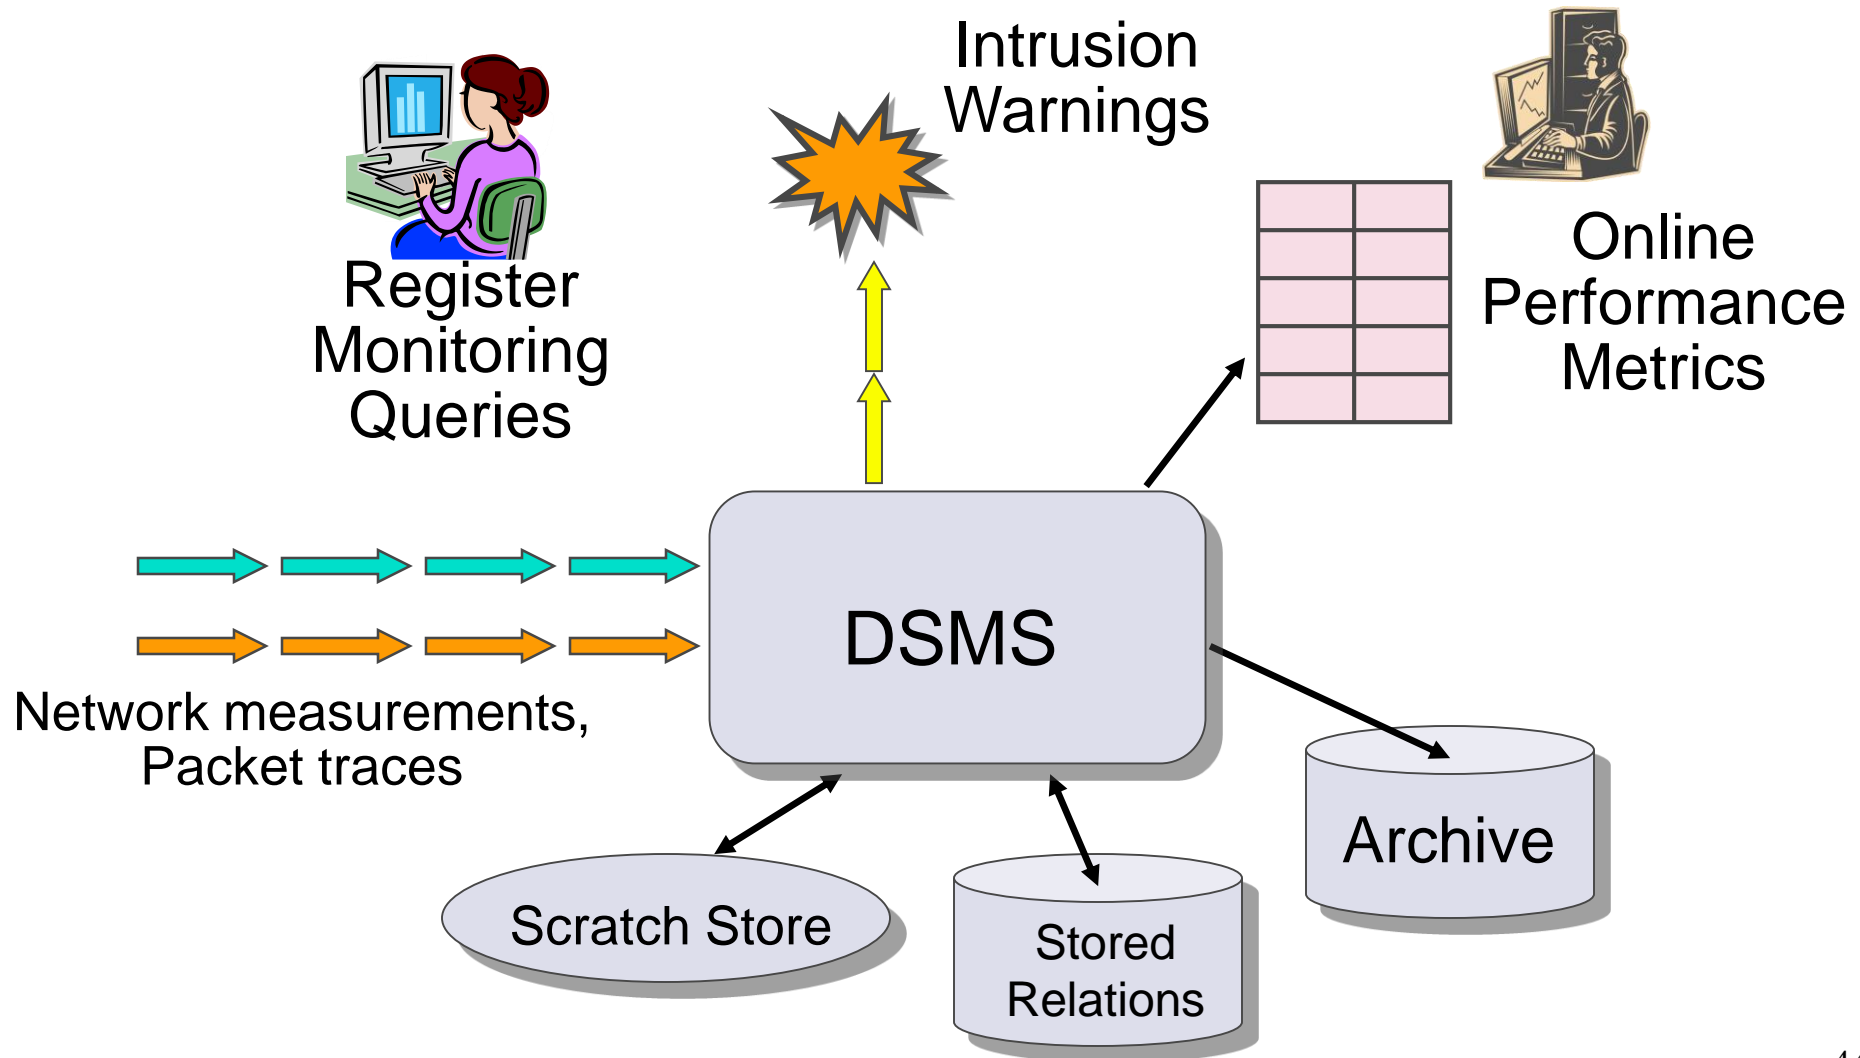 Intrusion
Warnings
Register
Monitoring
Queries
Online
Performance
Metrics
DSMS
Network measurements,
Packet traces
Archive
Scratch Store
Stored
Relations